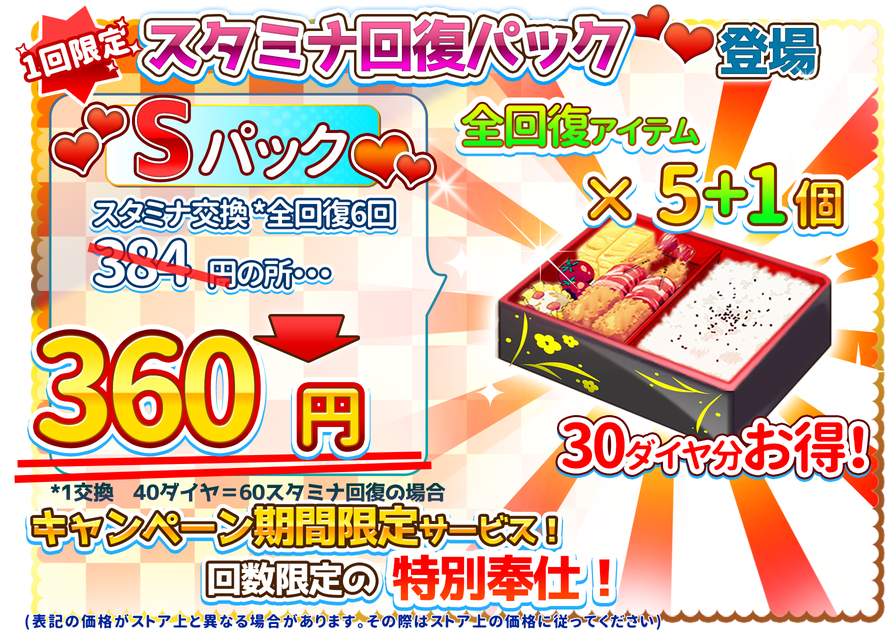 1回限定
スタミナ回復パック
登場
Sパック
全回復アイテム
×5+1個
スタミナ交換*全回復6回
384円の所・・・
360円
30ダイヤ分お得!
*1交換 40ダイヤ=60スタミナ回復の場合
キャンペーン期間限定サービス!
回数限定の 特別奉仕!
(表記の価格がストア上と異なる場合があります。その際はストア上の価格に従ってください)